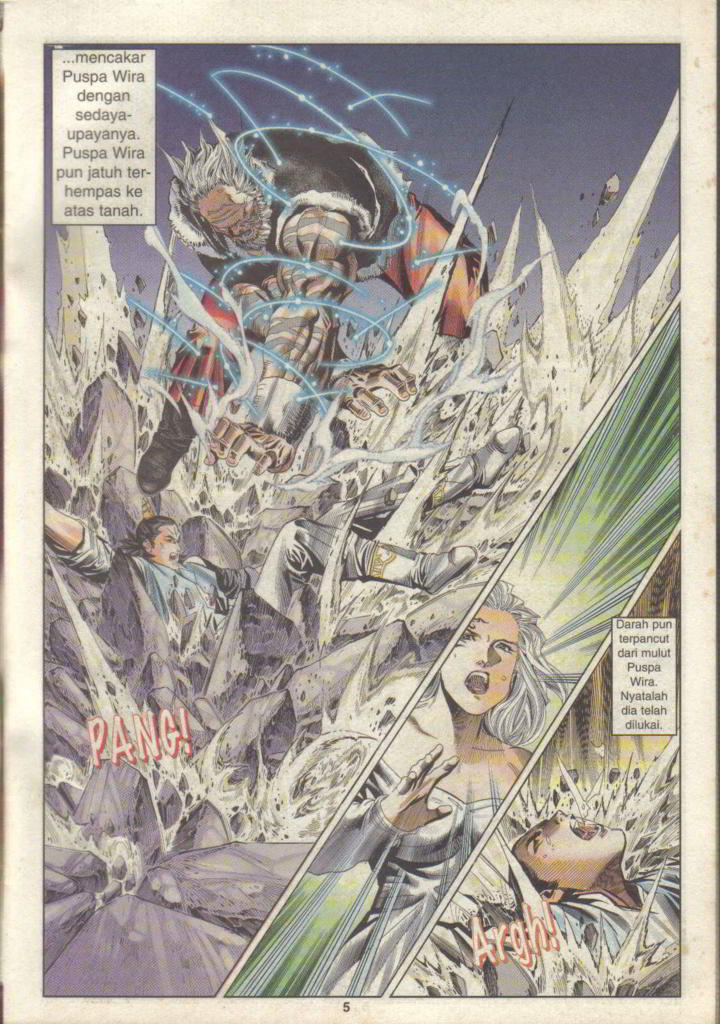 ...mencakar
Puspa Wira
dengan
sedaya-
upayanya.
Puspa Wira
pun jatuh ter-
hempas ke
atas tanah.
PANG!
Darah pun
terpancut
dari mulut
Puspa
Wira.
Nyatalah
dia telah
dilukai.
Argh!
5